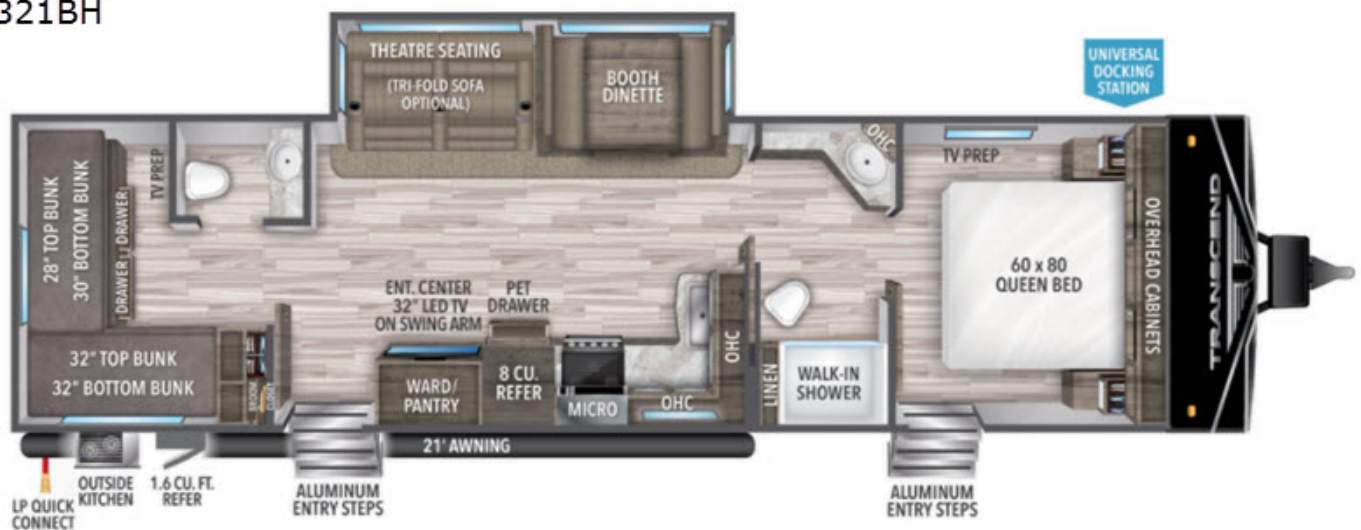 321BH
THEATRE SEATING
(TRI-FOLD SOFA
OPTIONAL)
BOOTH
DINETTE
UNIVERSAL
DOCKING
STATION
28" TOP BUNK
30" BOTTOM BUNK
DRAWER
DRAWER
TV PREP
OHC
TV PREP
OVERHEAD CABINETS
TRANSCEND
60 x 80
QUEEN BED
ENT. CENTER
32" LED TV
ON SWING ARM
PET
DRAWER
32" TOP BUNK
32" BOTTOM BUNK
BROOM
CLOSET
WARD/
PANTRY
8 CU.
REFER
MICRO
OHC
OHC
LINEN
WALK-IN
SHOWER
21' AWNING
LP QUICK
CONNECT
OUTSIDE
KITCHEN
1.6 CU. FT.
REFER
ALUMINUM
ENTRY STEPS
ALUMINUM
ENTRY STEPS